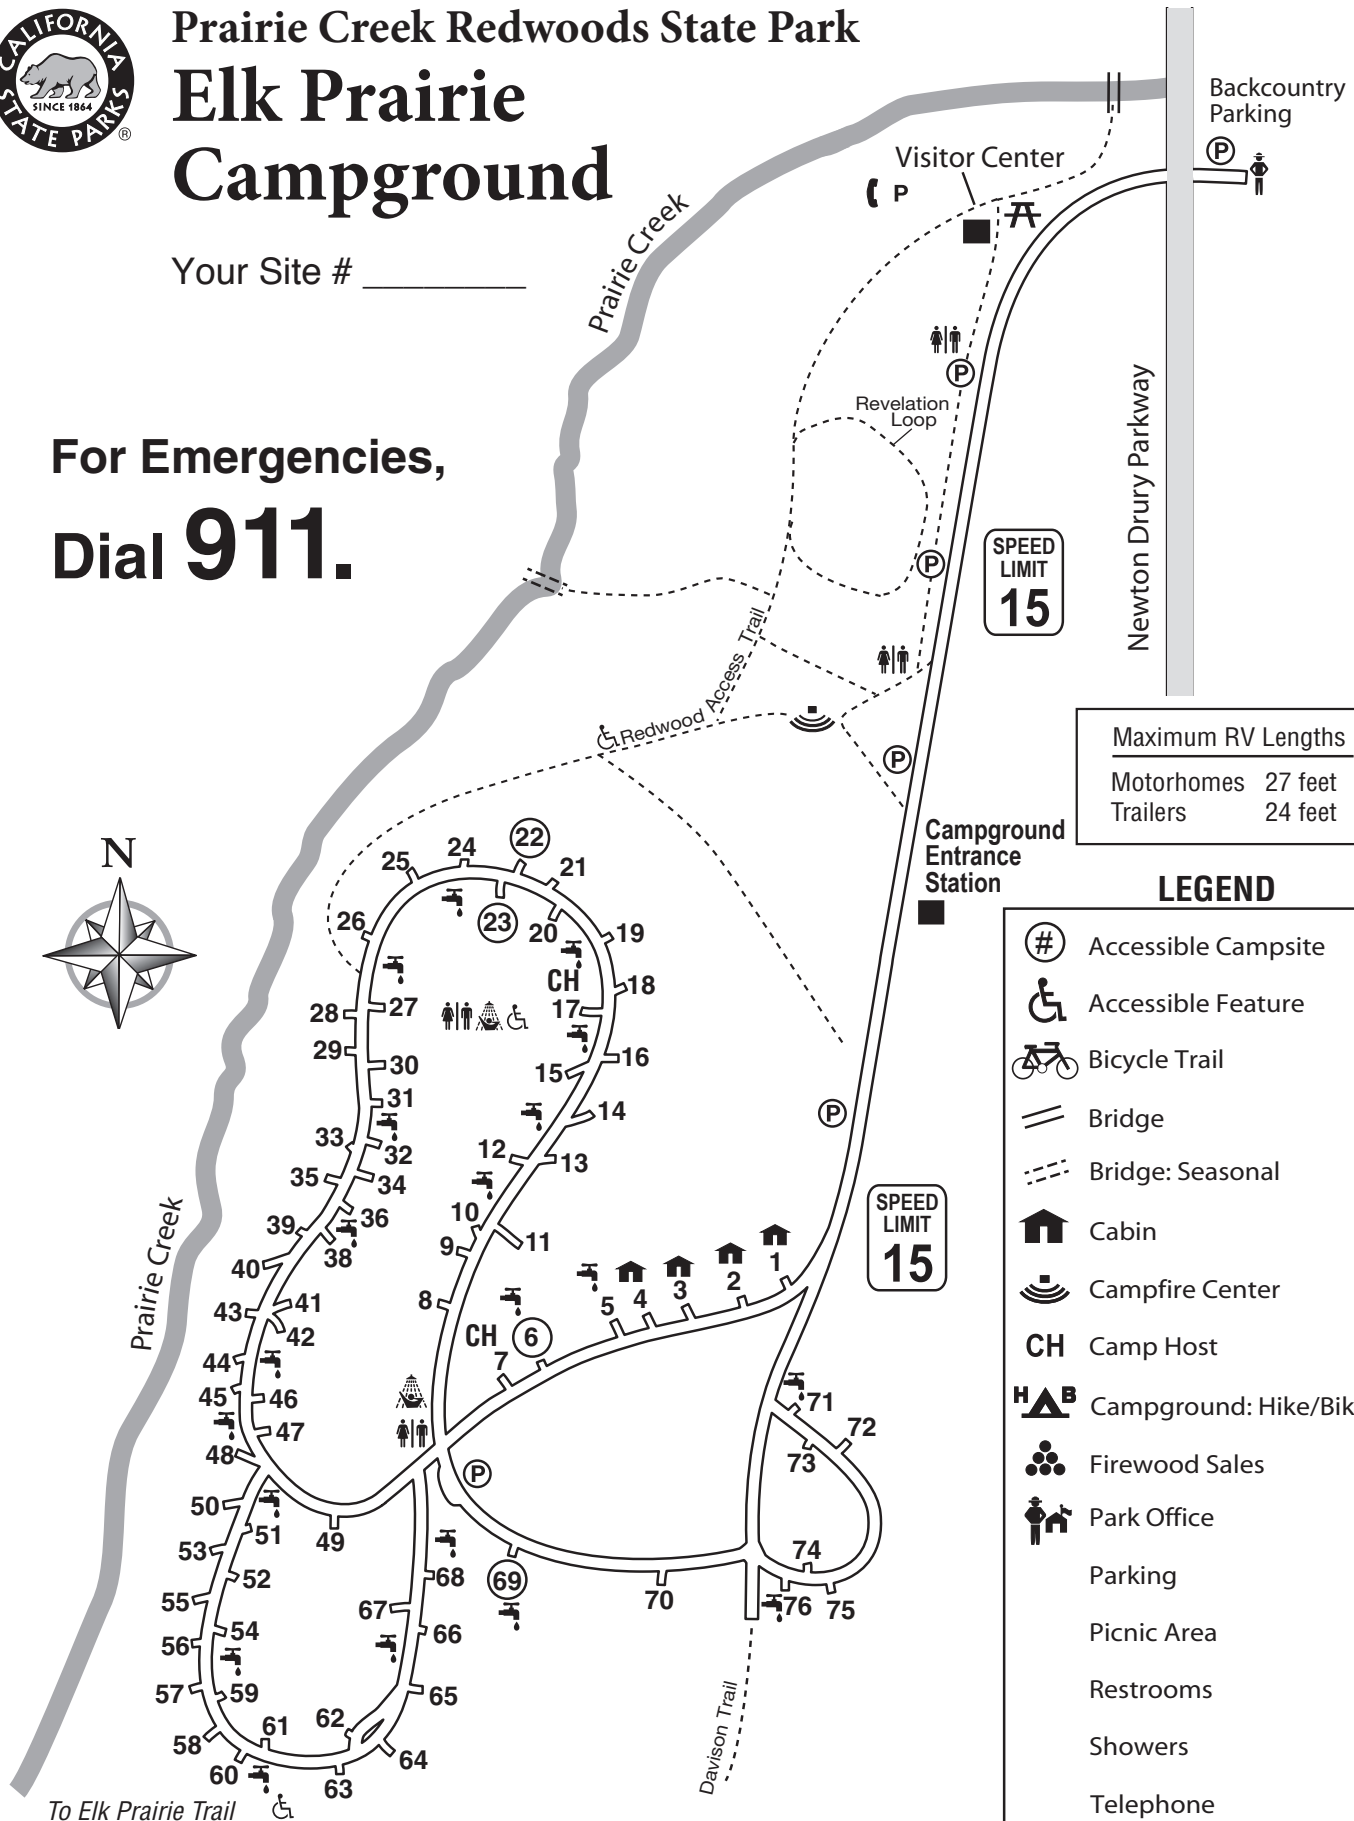 CALIFORNIA
SINCE 1864
STATE PARKS
®
Prairie Creek Redwoods State Park
Elk Prairie
Campground
Your Site # ________
For Emergencies,
Dial 911.
Backcountry
Parking
P
Visitor Center
P
Prairie Creek
P
Revelation
Loop
Newton Drury Parkway
SPEED
LIMIT
15
P
Redwood Access Trail
P
Maximum RV Lengths
Motorhomes 27 feet
Trailers 24 feet
Campground
Entrance
Station
N
22
24
25
21
23
20
26
19
CH
18
17
28
27
29
30
16
15
31
14
P
33
32
12
13
35
34
10
36
39
38
11
9
40
SPEED
LIMIT
15
Prairie Creek
1
2
3
4
5
8
41
43
42
CH
6
7
44
45
46
47
48
71
72
73
P
50
51
49
53
52
68
69
70
74
76
75
55
67
54
56
66
57
59
65
62
61
58
64
60
63
Davison Trail
To Elk Prairie Trail
LEGEND
# Accessible Campsite
Accessible Feature
Bicycle Trail
Bridge
Bridge: Seasonal
Cabin
Campfire Center
CH Camp Host
H B Campground: Hike/Bik
Firewood Sales
Park Office
Parking
Picnic Area
Restrooms
Showers
Telephone